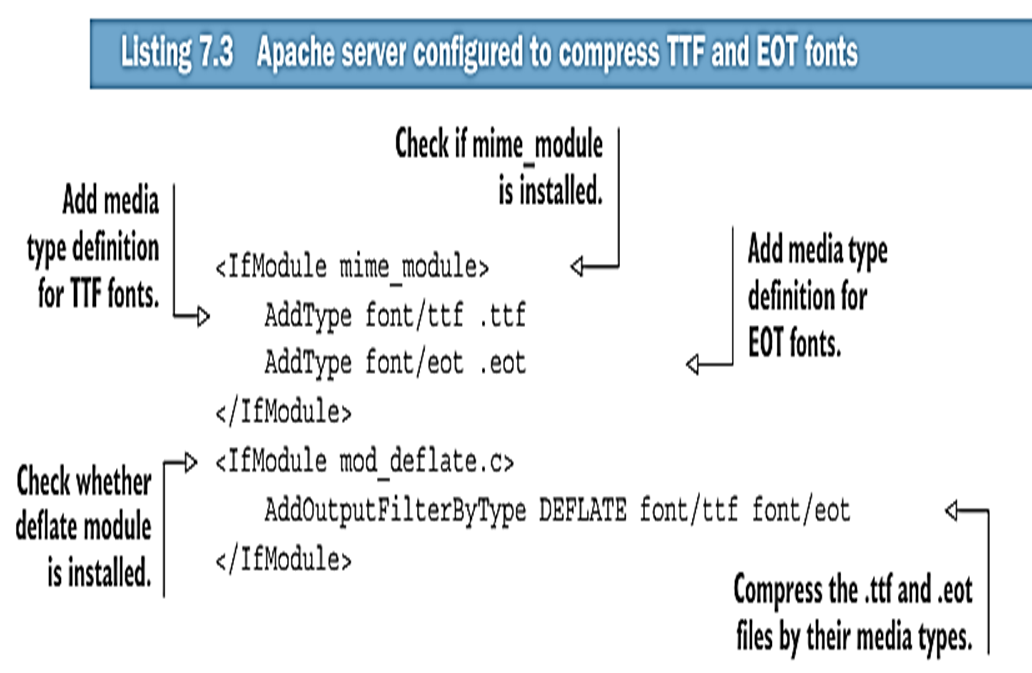 Listing 7.3 Apache server configured to compress TTF and EOT fonts
Check if mime_module
is installed.
Add media
type definition
for TTF fonts.
<IfModule mime_module>
AddType font/ttf .ttf
AddType font/eot .eot
</IfModule>
Add media type
definition for
EOT fonts.
<IfModule mod_deflate.c>
AddOutputFilterByType DEFLATE font/ttf font/eot
</IfModule>
Check whether
deflate module
is installed.
Compress the .ttf and .eot
files by their media types.